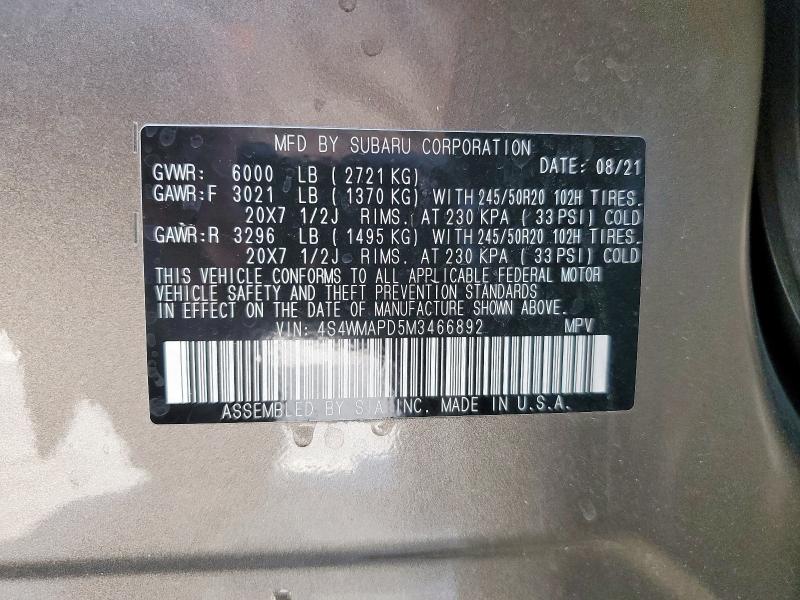 MFD BY SUBARU CORPORATION
DATE: 08/21
GVWR: 6000 LB ( 2721 KG)
GAWR:F 3021 LB ( 1370 KG) WITH 245/50R20 102H TIRES.
20X7 1/2J RIMS. AT 230 KPA ( 33 PSI) COLD
GAWR:R 3296 LB ( 1495 KG) WITH 245/50R20 102H TIRES.
20X7 1/2J RIMS. AT 230 KPA ( 33 PSI) COLD
THIS VEHICLE CONFORMS TO ALL APPLICABLE FEDERAL MOTOR
VEHICLE SAFETY AND THEFT PREVENTION STANDARDS
IN EFFECT ON THE DATE OF MANUFACTURE SHOWN ABOVE.
VIN: 4S4WMAPD5M3466892 MPV
ASSEMBLED BY S.I.A. INC. MADE IN U.S.A.